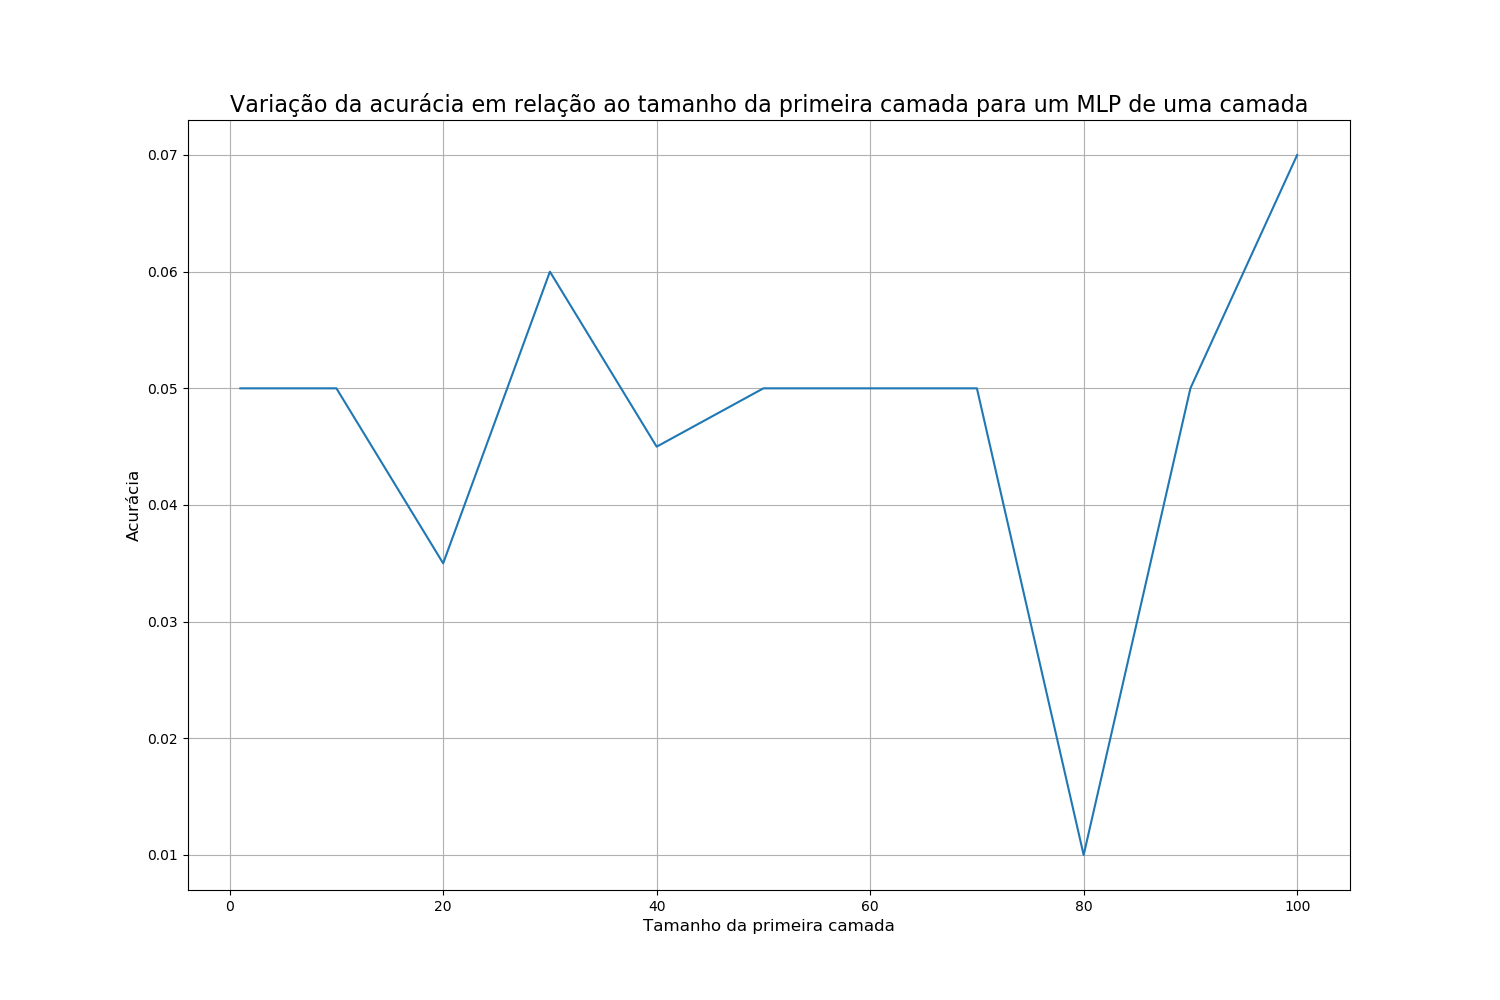 Variação da acurácia em relação ao tamanho da primeira camada para um MLP de uma camada
0.07
0.06
0.05
0.04
0.03
0.02
0.01
Acurácia
0 20 40 60 80 100
Tamanho da primeira camada